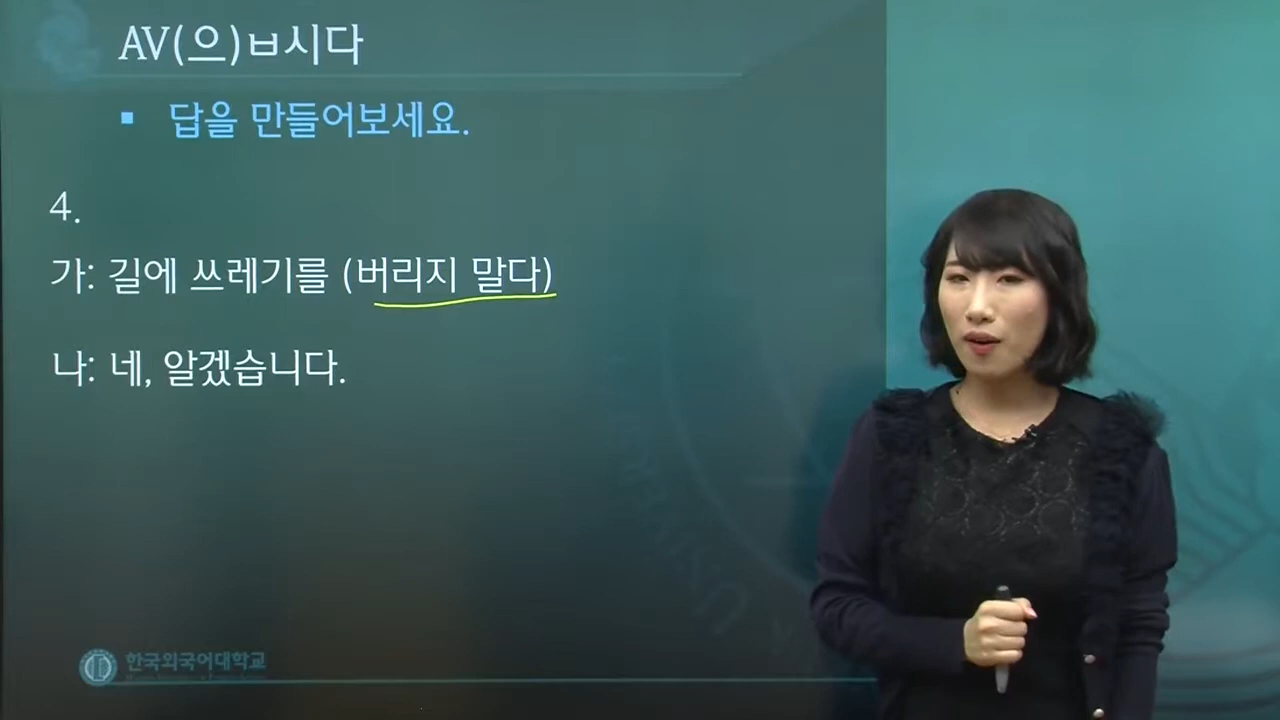 AV(으)ㅂ시다
▪ 답을 만들어보세요.
4.
가: 길에 쓰레기를 (버리지 말다)
나: 네, 알겠습니다.
한국외국어대학교